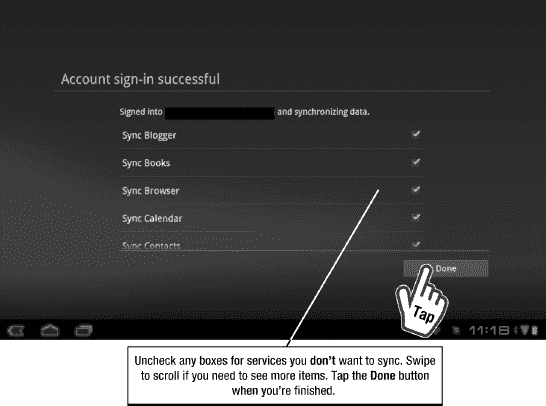 Account sign-in successful
Signed into and synchronizing data.
Sync Blogger
Sync Books
Sync Browser
Sync Calendar
Sync Contacts
Done
Tap
11:18
Uncheck any boxes for services you don't want to sync. Swipe
to scroll if you need to see more items. Tap the Done button
when you're finished.